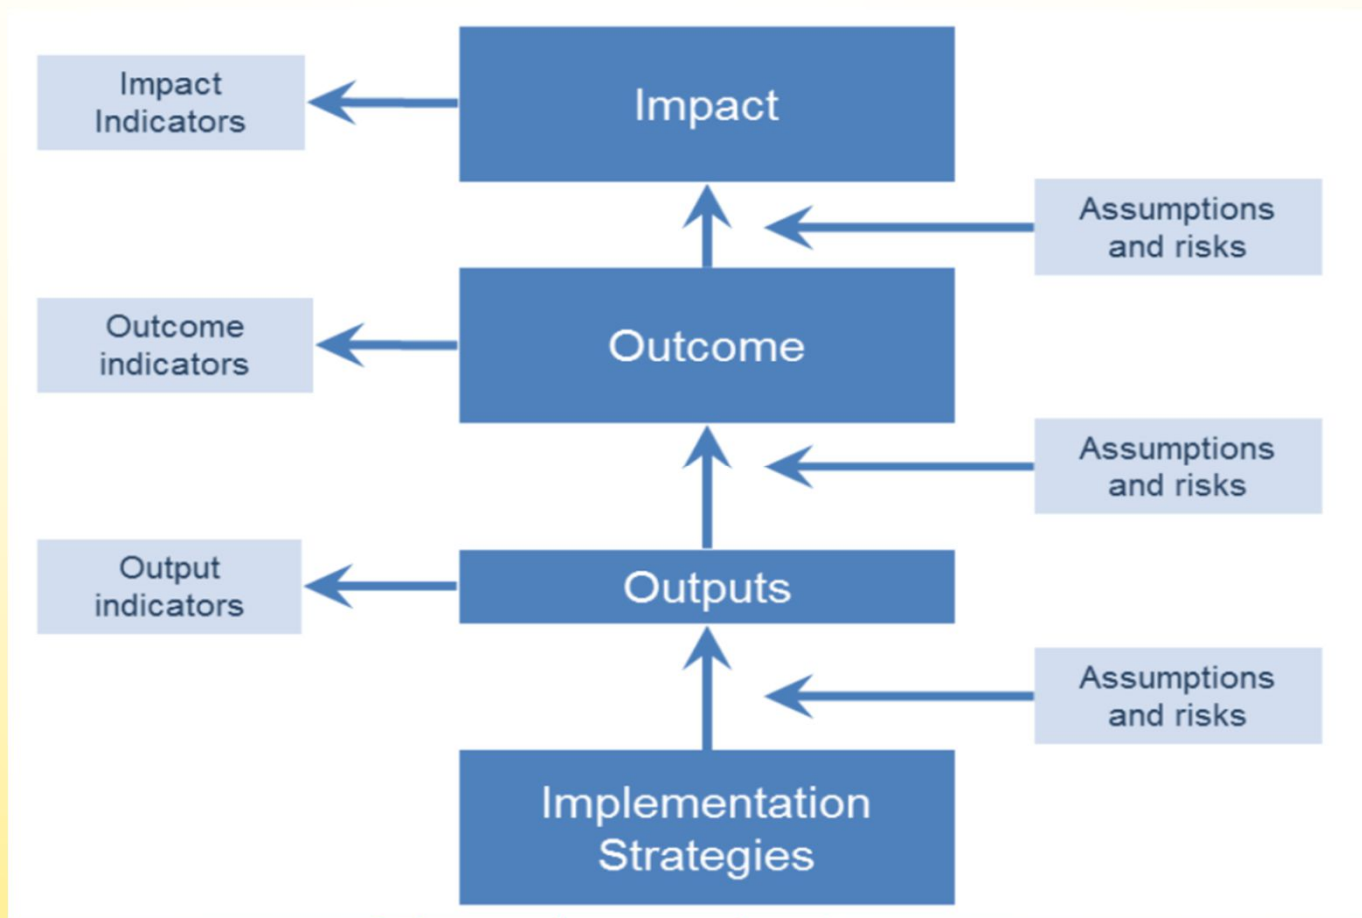 Impact
Indicators
Impact
Assumptions
and risks
Outcome
indicators
Outcome
Assumptions
and risks
Output
indicators
Outputs
Assumptions
and risks
Implementation
Strategies